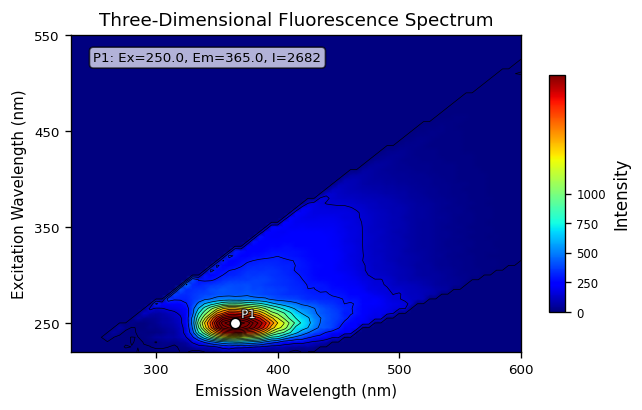 Three-Dimensional Fluorescence Spectrum
P1: Ex=250.0, Em=365.0, I=2682
P1
550
450
350
250
300
400
500
600
Excitation Wavelength (nm)
Emission Wavelength (nm)
1000
750
500
250
0
Intensity